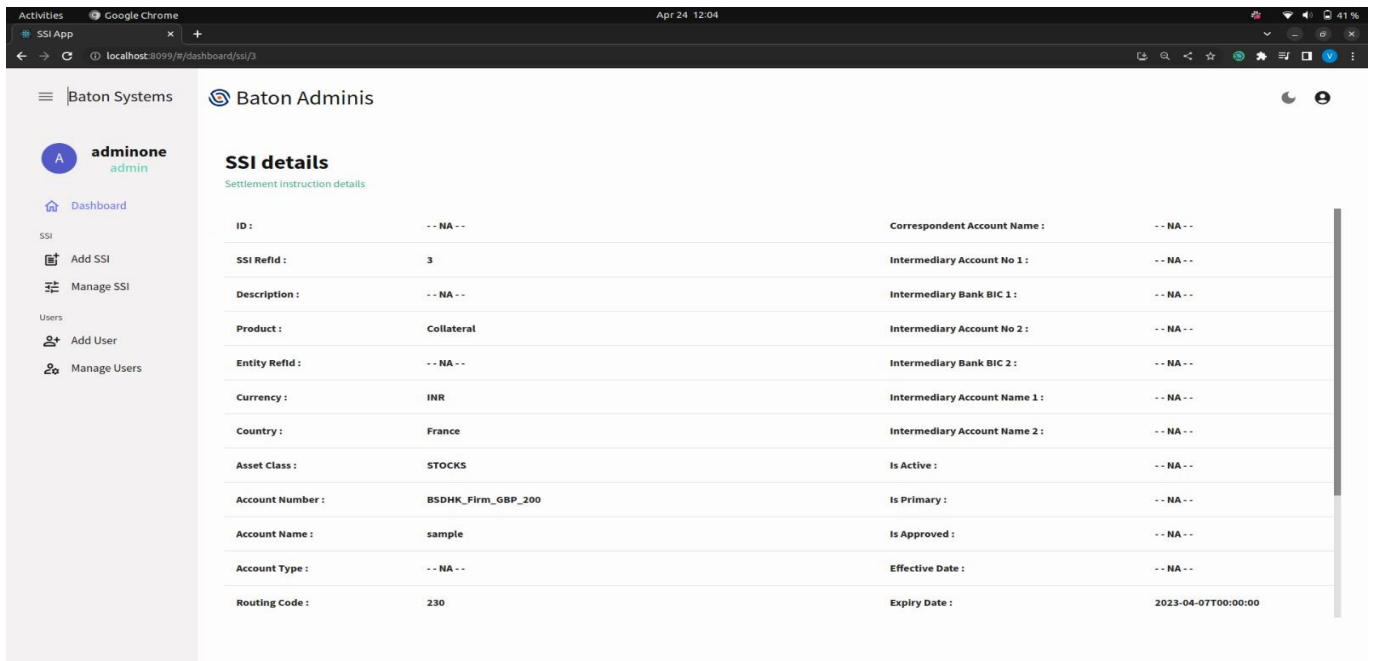 Activities Google Chrome Apr 24 12:04 41 %
SSI App
localhost:8099/#/dashboard/ssi/3
V
Baton Systems
Baton Adminis
A
adminone
admin
Dashboard
SSI
Add SSI
Manage SSI
Users
Add User
Manage Users
SSI details
Settlement instruction details
ID : - - NA - - Correspondent Account Name : - - NA - -
SSI RefId : 3 Intermediary Account No 1 : - - NA - -
Description : - - NA - - Intermediary Bank BIC 1 : - - NA - -
Product : Collateral Intermediary Account No 2 : - - NA - -
Entity RefId : - - NA - - Intermediary Bank BIC 2 : - - NA - -
Currency : INR Intermediary Account Name 1 : - - NA - -
Country : France Intermediary Account Name 2 : - - NA - -
Asset Class : STOCKS Is Active : - - NA - -
Account Number : BSDHK_Firm_GBP_200 Is Primary : - - NA - -
Account Name : sample Is Approved : - - NA - -
Account Type : - - NA - - Effective Date : - - NA - -
Routing Code : 230 Expiry Date : 2023-04-07T00:00:00